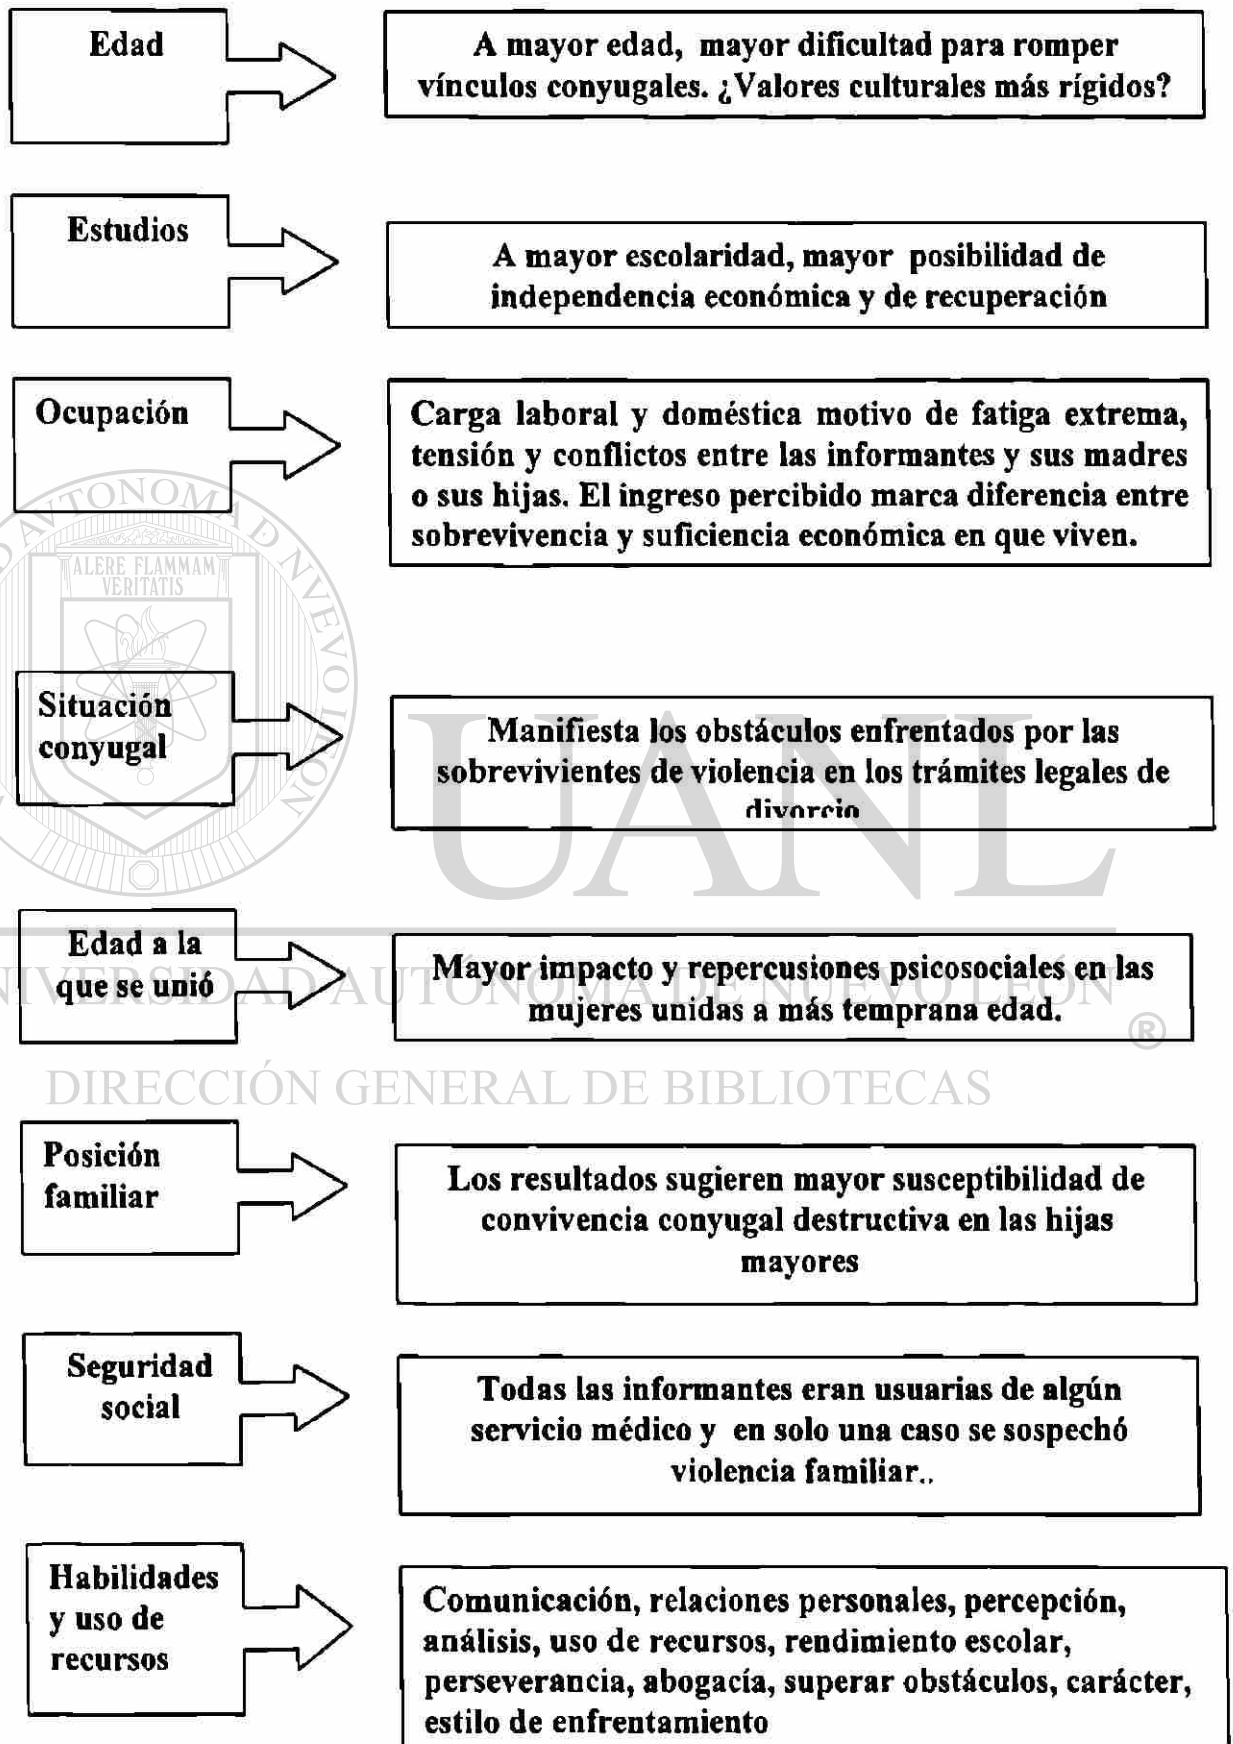 Edad
A mayor edad, mayor dificultad para romper
vínculos conyugales. ¿Valores culturales más rígidos?
Estudios
A mayor escolaridad, mayor posibilidad de
independencia económica y de recuperación
Ocupación
Carga laboral y doméstica motivo de fatiga extrema,
tensión y conflictos entre las informantes y sus madres
o sus hijas. El ingreso percibido marca diferencia entre
sobrevivencia y suficiencia económica en que viven.
Situación
conyugal
Manifiesta los obstáculos enfrentados por las
sobrevivientes de violencia en los trámites legales de
divorcio
Edad a la
que se unió
Mayor impacto y repercusiones psicosociales en las
mujeres unidas a más temprana edad.
Posición
familiar
Los resultados sugieren mayor susceptibilidad de
convivencia conyugal destructiva en las hijas
mayores
Seguridad
social
Todas las informantes eran usuarias de algún
servicio médico y en solo una caso se sospechó
violencia familiar..
Habilidades
y uso de
recursos
Comunicación, relaciones personales, percepción,
análisis, uso de recursos, rendimiento escolar,
perseverancia, abogacía, superar obstáculos, carácter,
estilo de enfrentamiento
ALERE FLAMMAM
VERITATIS
UANL
NIVERSIDAD AUTÓNOMA DE NUEVO LEÓN
®
DIRECCIÓN GENERAL DE BIBLIOTECAS